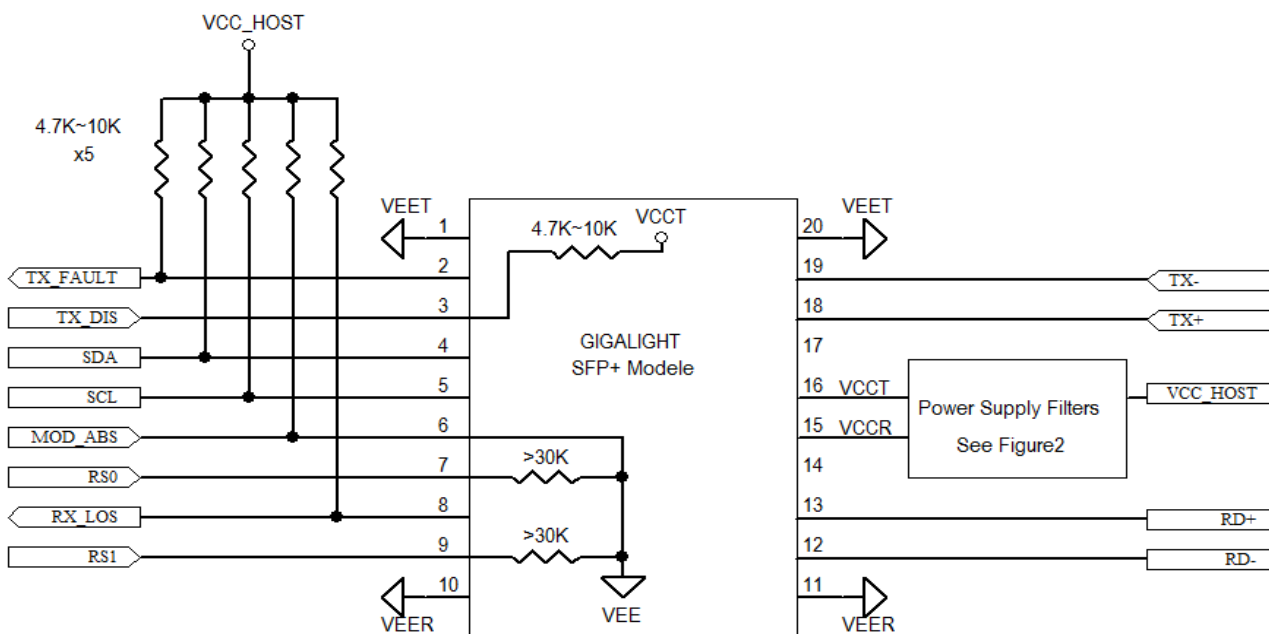 VCC_HOST
4.7K~10K
x5
VEET
1
4.7K~10K
VCCT
20
VEET
TX_FAULT
2
19
TX-
TX_DIS
3
18
TX+
SDA
4
GIGALIGHT
SFP+ Modele
17
SCL
5
16
VCCT
Power Supply Filters
See Figure2
VCC_HOST
MOD_ABS
6
15
VCCR
RS0
7
>30K
14
RX_LOS
8
13
RD+
RS1
9
>30K
12
RD-
10
VEER
VEE
11
VEER